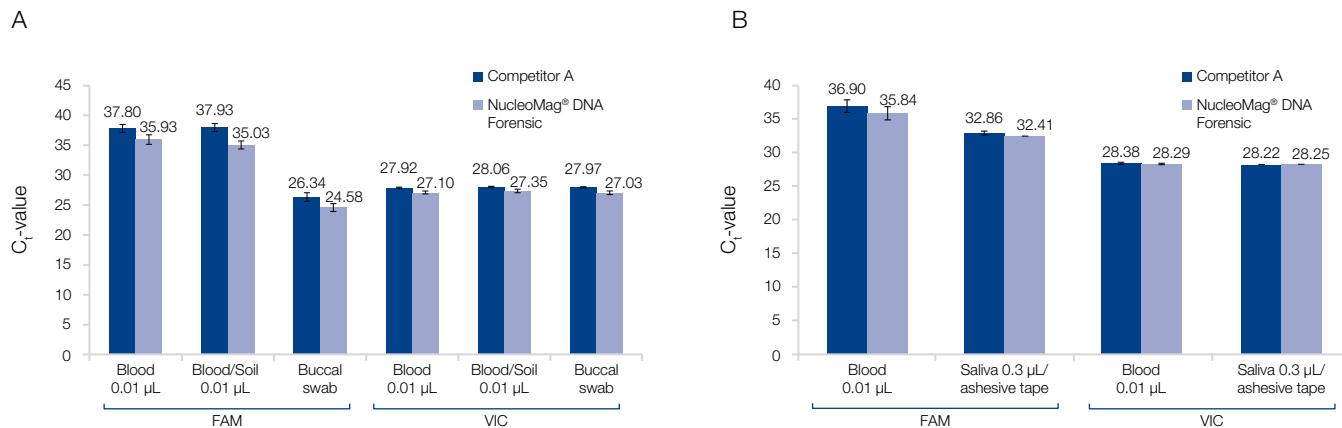 A
Competitor A
NucleoMag® DNA
Forensic
45
40
35
30
25
20
15
10
5
0
Ct-value
37.80
35.93
37.93
35.03
26.34
24.58
27.92
27.10
28.06
27.35
27.97
27.03
Blood
0.01 µL
Blood/Soil
0.01 µL
Buccal
swab
Blood
0.01 µL
Blood/Soil
0.01 µL
Buccal
swab
FAM
VIC
B
Competitor A
NucleoMag® DNA
Forensic
40
35
30
25
20
15
10
5
0
Ct-value
36.90
35.84
32.86
32.41
28.38
28.29
28.22
28.25
Blood
0.01 µL
Saliva 0.3 µL/
ashesive tape
Blood
0.01 µL
Saliva 0.3 µL/
ashesive tape
FAM
VIC